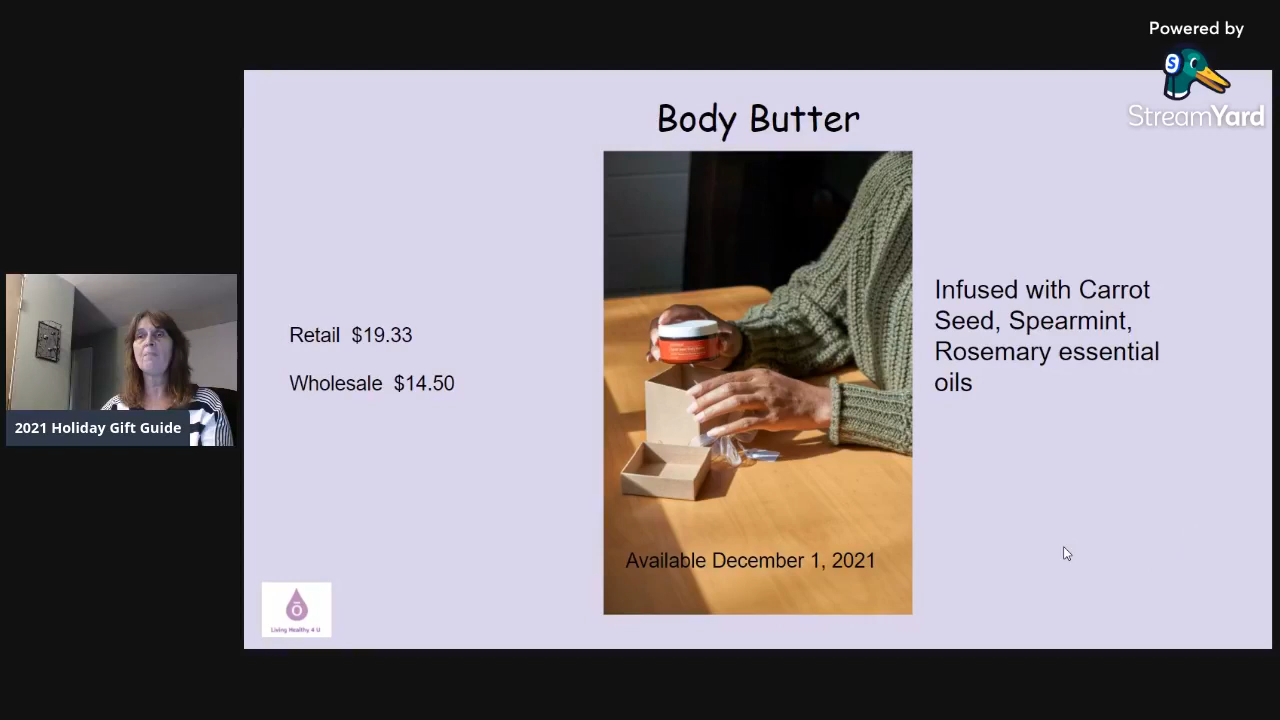 Powered by
StreamYard
Body Butter
Retail $19.33
Wholesale $14.50
Infused with Carrot
Seed, Spearmint,
Rosemary essential
oils
2021 Holiday Gift Guide
Available December 1, 2021
Living Healthy 4 U